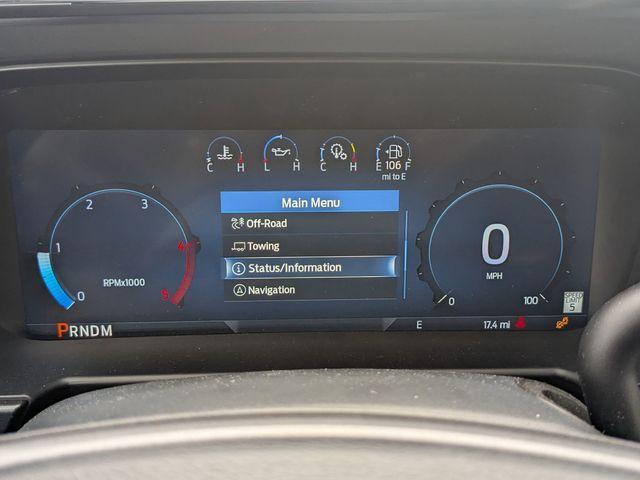 C H
L H
C H
E 106 F
mi to E
Main Menu
Off-Road
Towing
Status/Information
Navigation
0
1
2
3
4
5
RPMx1000
0
MPH
0
100
SPEED
LIMIT
5
PRNDM
E
17.4 mi